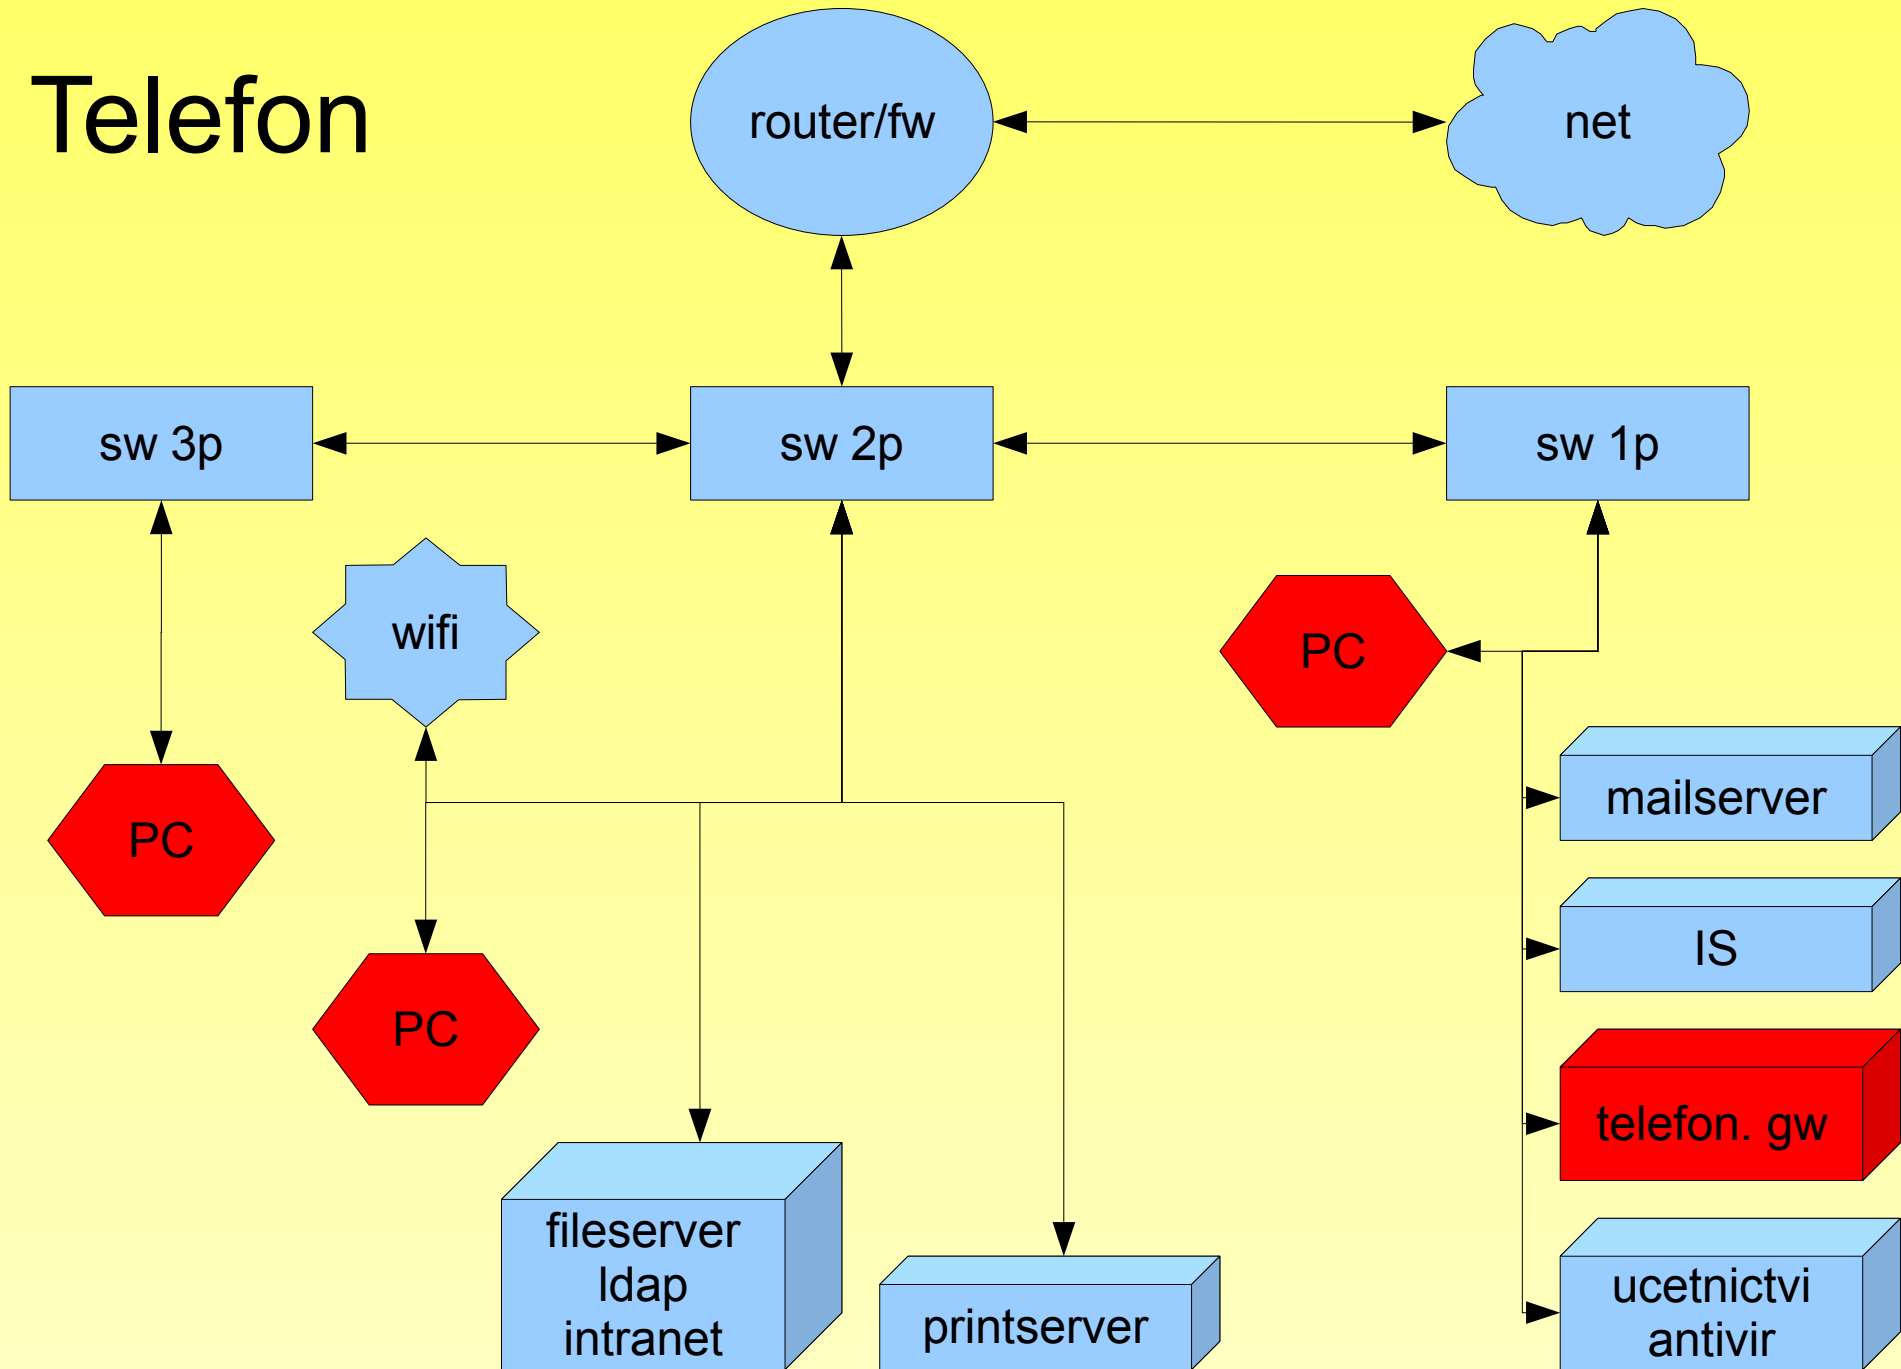 Telefon
router/fw
net
sw 3p
sw 2p
sw 1p
wifi
PC
PC
mailserver
PC
IS
telefon. gw
fileserver
ldap
intranet
printserver
ucetnictvi
antivir